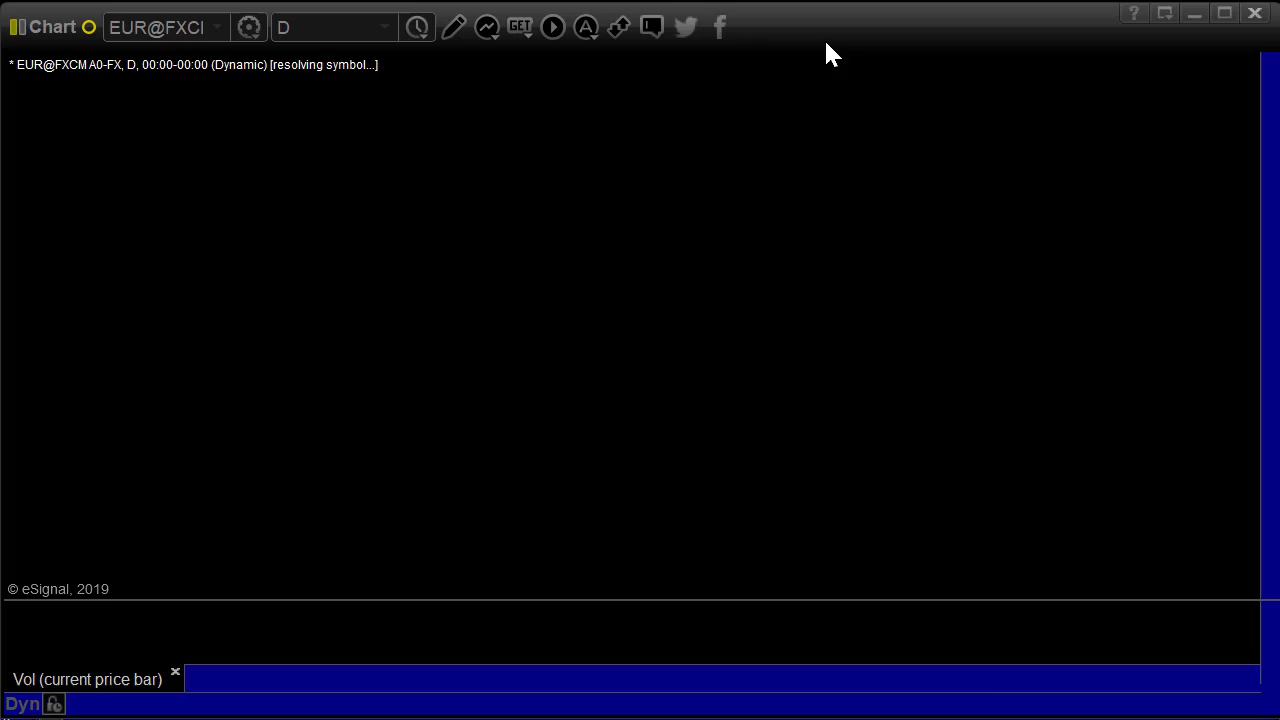 Chart EUR@FXCI D GET A
?
* EUR@FXCM A0-FX, D, 00:00-00:00 (Dynamic) [resolving symbol...]
© eSignal, 2019
Vol (current price bar)
Dyn